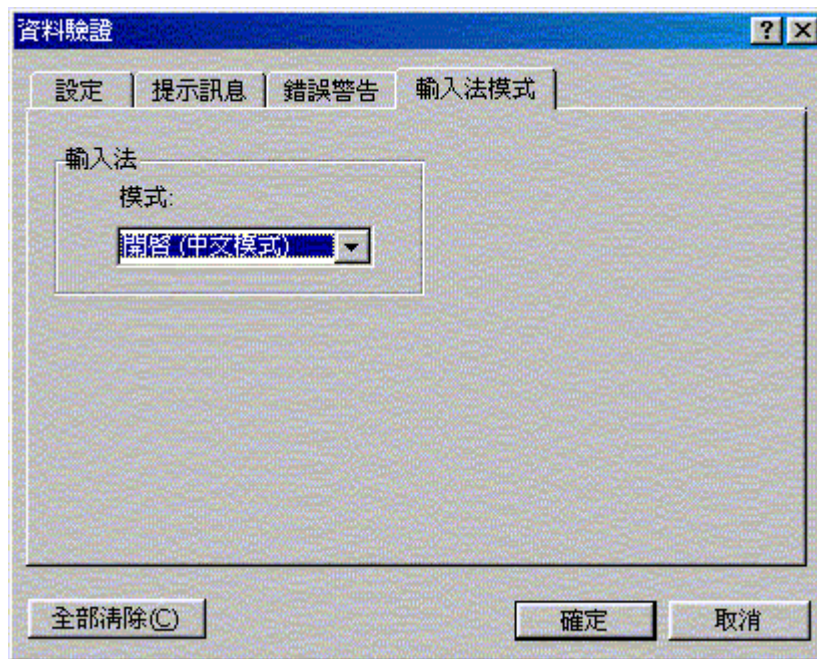 資料驗證
設定 提示訊息 錯誤警告 輸入法模式
輸入法
模式:
開啓 (中文模式)
全部清除(C) 確定 取消